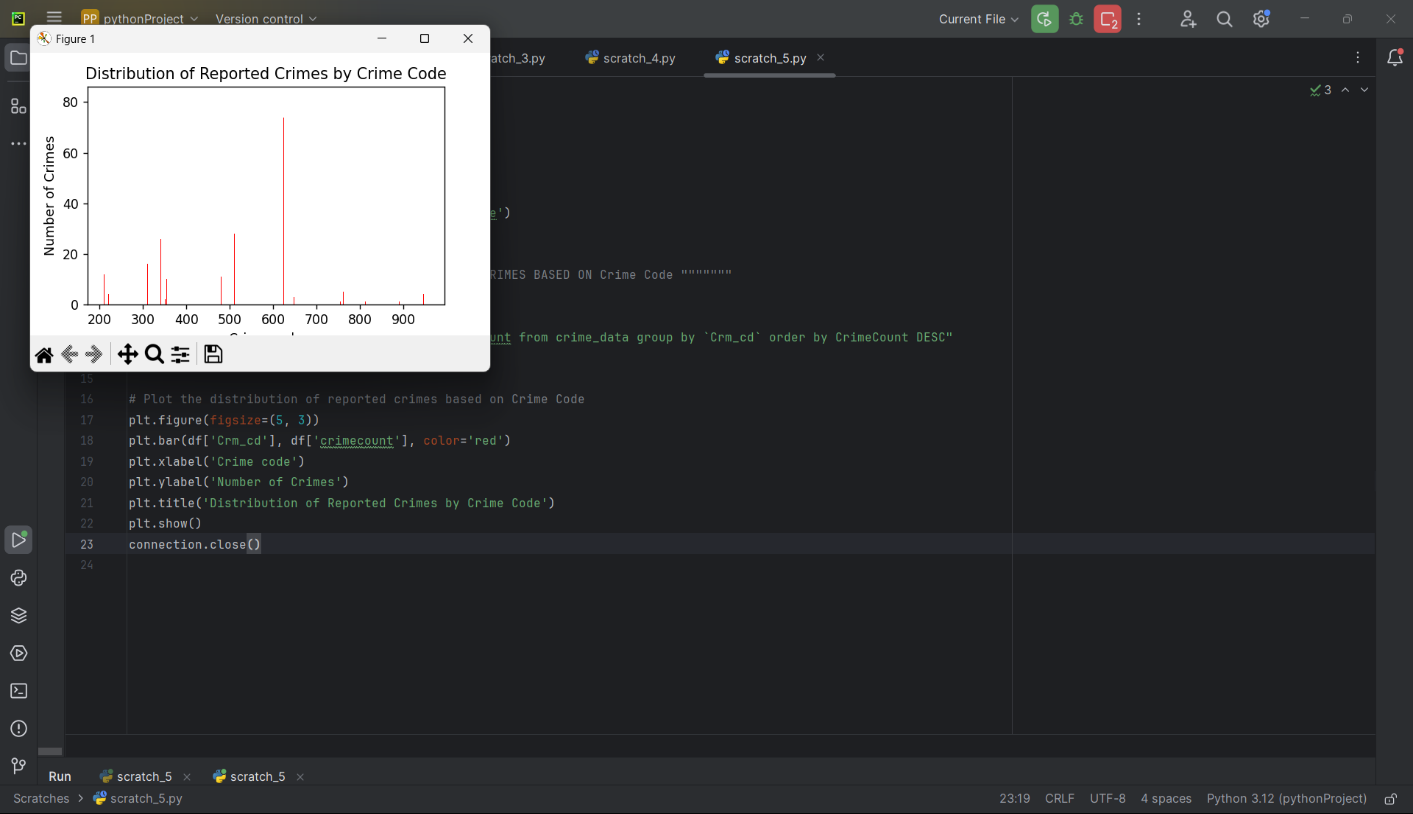 PC
PP pythonProject Version control Current File 2
Figure 1
scratch_4.py scratch_5.py
3
Distribution of Reported Crimes by Crime Code
80
60
40
20
0
Number of Crimes
200 300 400 500 600 700 800 900
e')
RIMES BASED ON Crime Code """""""
unt from crime_data group by `Crm_cd` order by CrimeCount DESC"
15
16 # Plot the distribution of reported crimes based on Crime Code
17 plt.figure(figsize=(5, 3))
18 plt.bar(df['Crm_cd'], df['crimecount'], color='red')
19 plt.xlabel('Crime code')
20 plt.ylabel('Number of Crimes')
21 plt.title('Distribution of Reported Crimes by Crime Code')
22 plt.show()
23 connection.close()
24
Run scratch_5 scratch_5
Scratches scratch_5.py 23:19 CRLF UTF-8 4 spaces Python 3.12 (pythonProject)